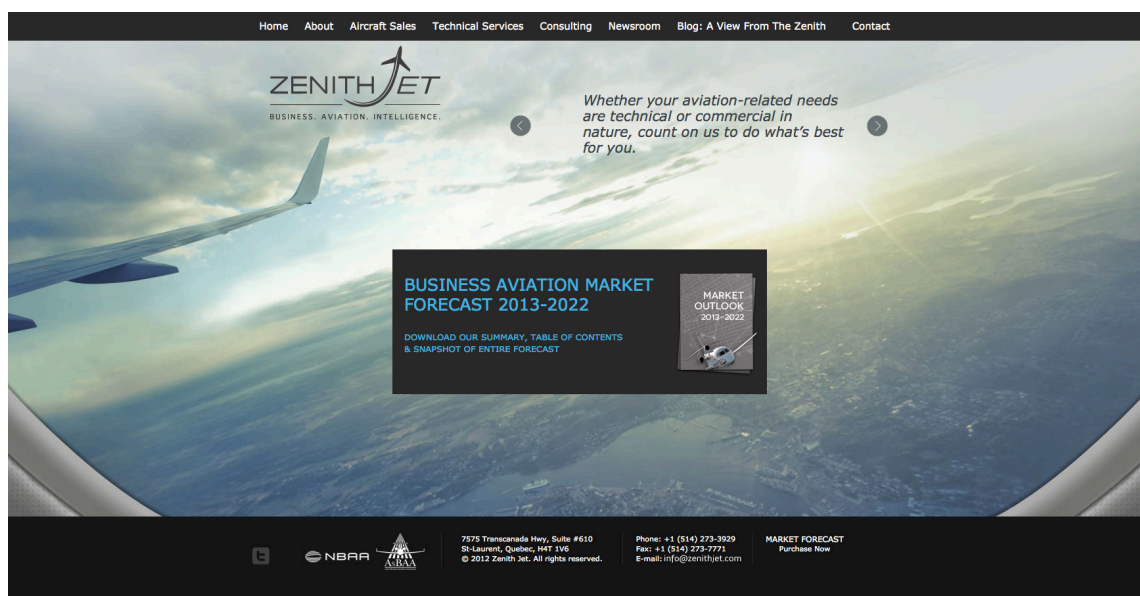 Home About Aircraft Sales Technical Services Consulting Newsroom Blog: A View From The Zenith Contact
ZENITH JET
BUSINESS. AVIATION. INTELLIGENCE.
Whether your aviation-related needs
are technical or commercial in
nature, count on us to do what's best
for you.
BUSINESS AVIATION MARKET
FORECAST 2013-2022
DOWNLOAD OUR SUMMARY, TABLE OF CONTENTS
& SNAPSHOT OF ENTIRE FORECAST
MARKET
OUTLOOK
2013-2022
NBAA
AsBAA
7575 Transcanada Hwy, Suite #610
St-Laurent, Quebec, H4T 1V6
© 2012 Zenith Jet. All rights reserved.
Phone: +1 (514) 273-3929
Fax: +1 (514) 273-7771
E-mail: info@zenithjet.com
MARKET FORECAST
Purchase Now